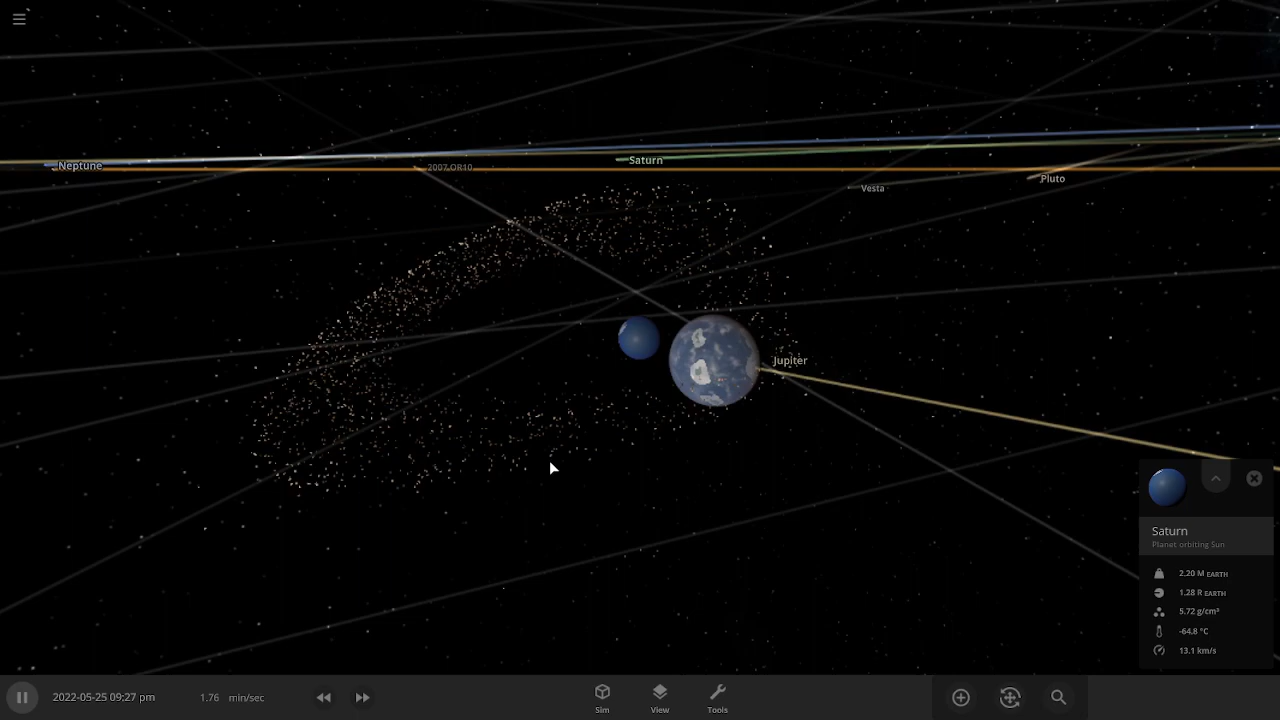 Neptune
2007 OR10
Saturn
Vesta
Pluto
Jupiter
Saturn
Planet orbiting Sun
2.20 M EARTH
1.28 R EARTH
5.72 g/cm³
-64.8 °C
13.1 km/s
2022-05-25 09:27 pm
1.76 min/sec
Sim
View
Tools